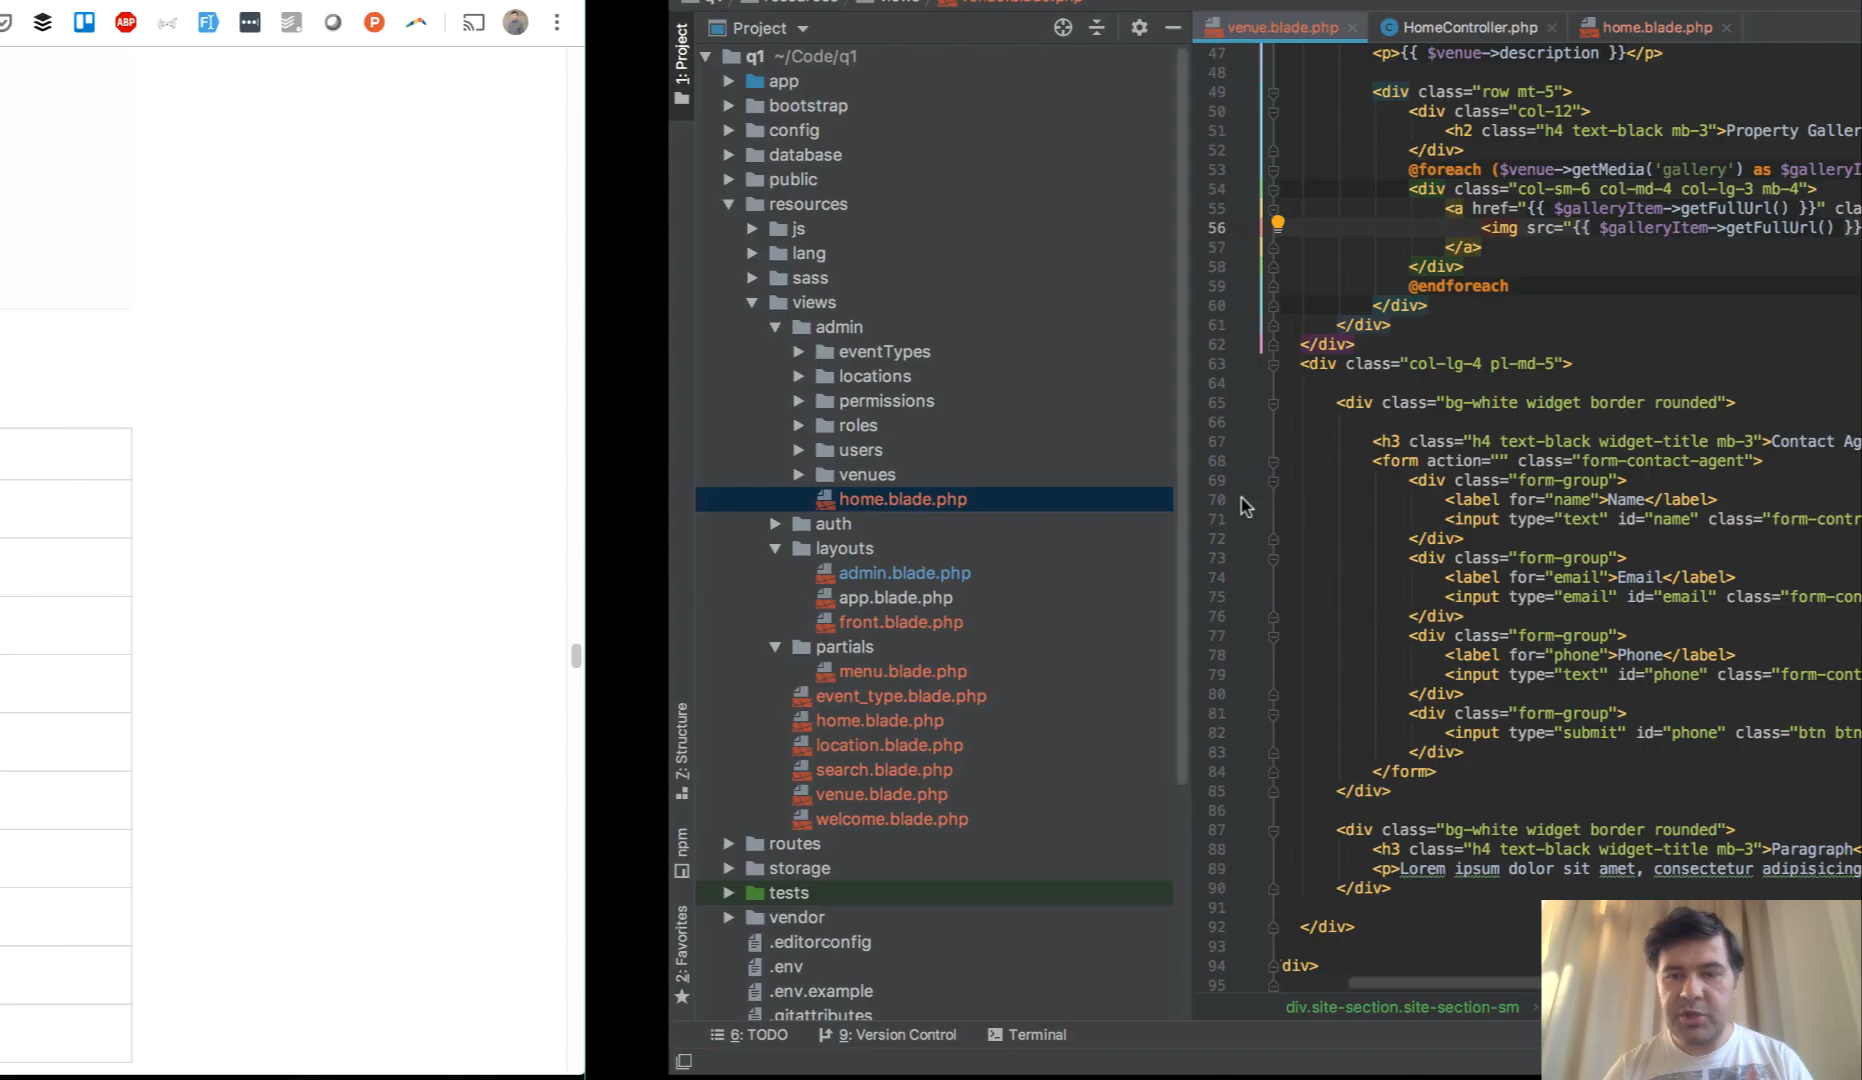 ABP
1: Project
Project
q1 ~/Code/q1
app
bootstrap
config
database
public
resources
js
lang
sass
views
admin
eventTypes
locations
permissions
roles
users
venues
home.blade.php
auth
layouts
admin.blade.php
app.blade.php
front.blade.php
partials
menu.blade.php
event_type.blade.php
home.blade.php
location.blade.php
search.blade.php
venue.blade.php
welcome.blade.php
routes
storage
tests
vendor
.editorconfig
.env
.env.example
.gitattributes
Z: Structure
npm
2: Favorites
6: TODO
9: Version Control
Terminal
venue.blade.php
HomeController.php
home.blade.php
47 <p>{{ $venue->description }}</p>
48
49 <div class="row mt-5">
50 <div class="col-12">
51 <h2 class="h4 text-black mb-3">Property Galler
52 </div>
53 @foreach ($venue->getMedia('gallery') as $galleryI
54 <div class="col-sm-6 col-md-4 col-lg-3 mb-4">
55 <a href="{{ $galleryItem->getFullUrl() }}" cla
56 <img src="{{ $galleryItem->getFullUrl() }}
57 </a>
58 </div>
59 @endforeach
60 </div>
61 </div>
62 </div>
63 <div class="col-lg-4 pl-md-5">
64
65 <div class="bg-white widget border rounded">
66
67 <h3 class="h4 text-black widget-title mb-3">Contact Ag
68 <form action="" class="form-contact-agent">
69 <div class="form-group">
70 <label for="name">Name</label>
71 <input type="text" id="name" class="form-contr
72 </div>
73 <div class="form-group">
74 <label for="email">Email</label>
75 <input type="email" id="email" class="form-con
76 </div>
77 <div class="form-group">
78 <label for="phone">Phone</label>
79 <input type="text" id="phone" class="form-cont
80 </div>
81 <div class="form-group">
82 <input type="submit" id="phone" class="btn btn
83 </div>
84 </form>
85 </div>
86
87 <div class="bg-white widget border rounded">
88 <h3 class="h4 text-black widget-title mb-3">Paragraph<
89 <p>Lorem ipsum dolor sit amet, consectetur adipisicing
90 </div>
91
92 </div>
93
94 div>
95
div.site-section.site-section-sm